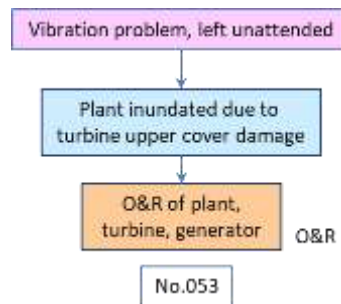 Vibration problem, left unattended
Plant inundated due to
turbine upper cover damage
O&R of plant,
turbine, generator
O&R
No.053